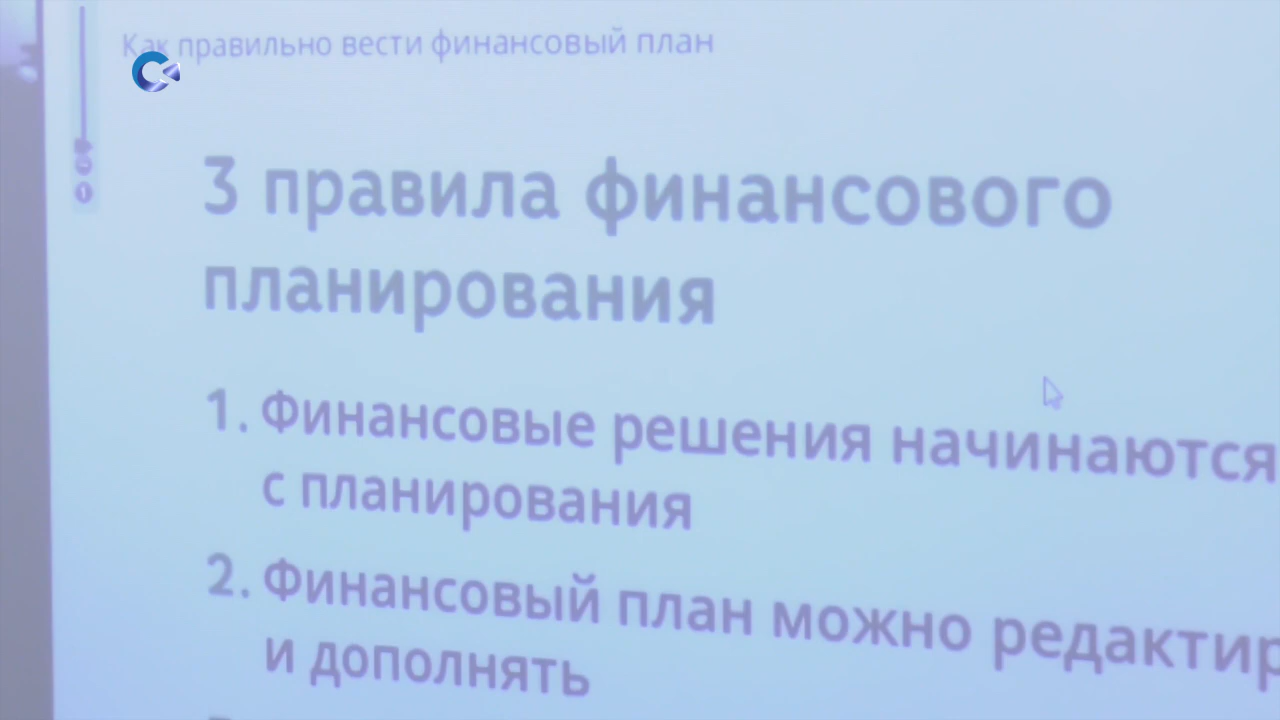 Как правильно вести финансовый план
3 правила финансового
планирования
1. Финансовые решения начинаются
с планирования
2. Финансовый план можно редактир
и дополнять